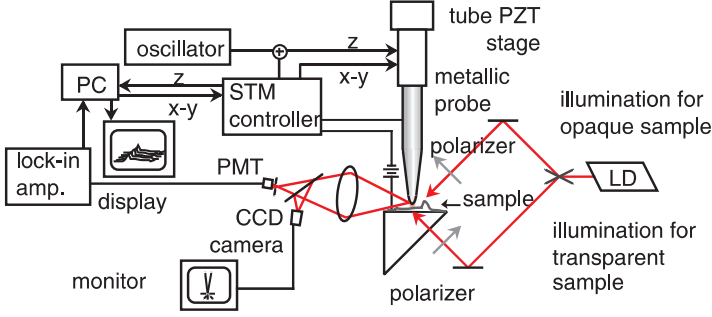 tube PZT
stage
oscillator
z
x-y
PC
z
x-y
STM
controller
metallic
probe
illumination for
opaque sample
polarizer
lock-in
amp.
display
PMT
LD
sample
CCD
camera
illumination for
transparent
sample
monitor
polarizer